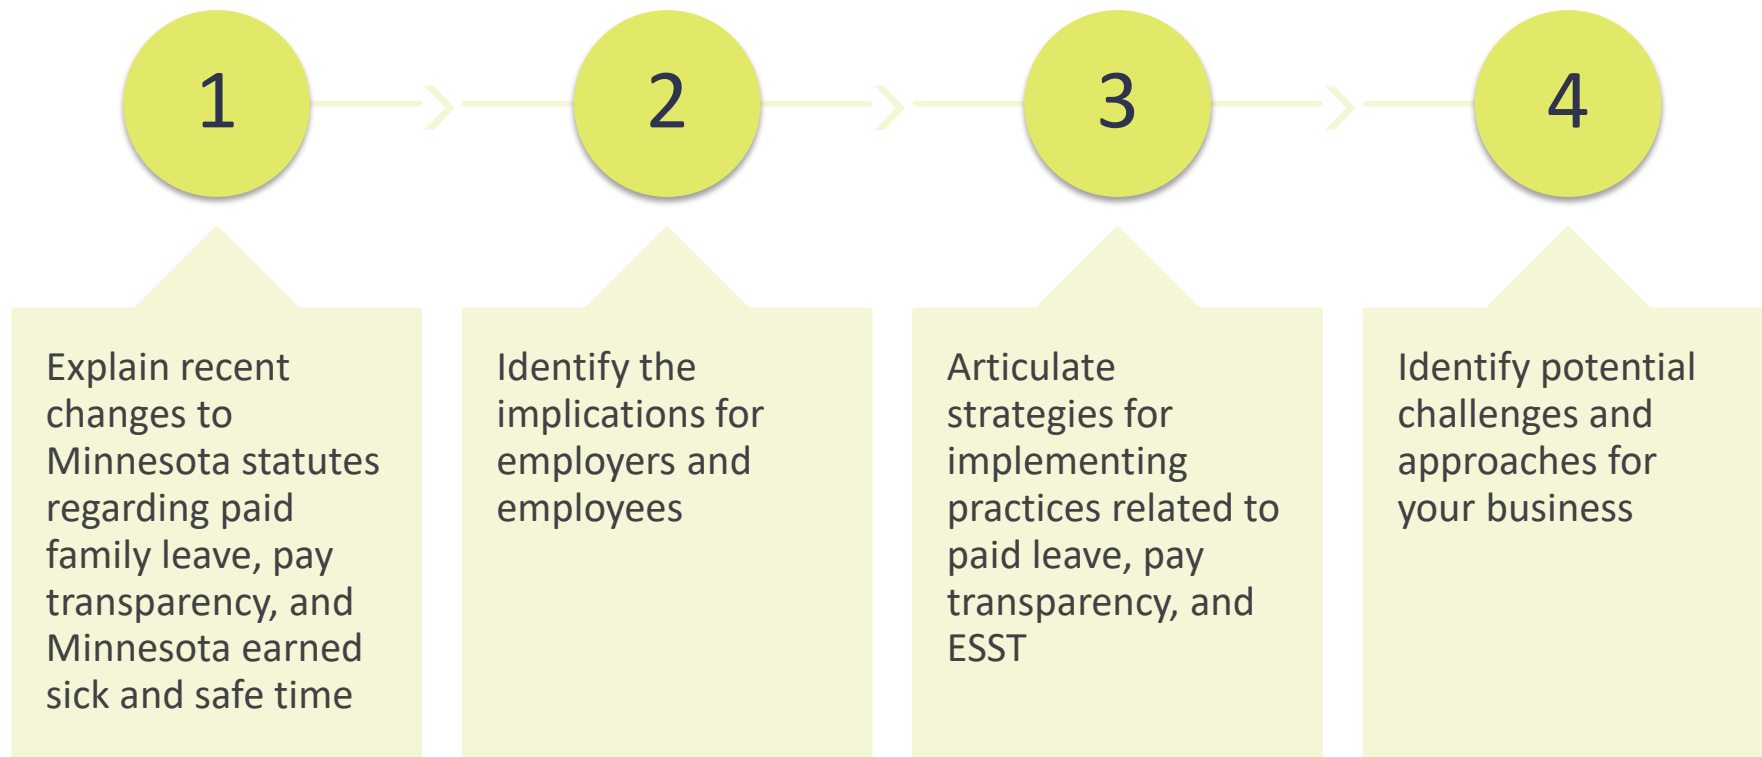 1
2
3
4
Explain recent
changes to
Minnesota statutes
regarding paid
family leave, pay
transparency, and
Minnesota earned
sick and safe time
Identify the
implications for
employers and
employees
Articulate
strategies for
implementing
practices related to
paid leave, pay
transparency, and
ESST
Identify potential
challenges and
approaches for
your business